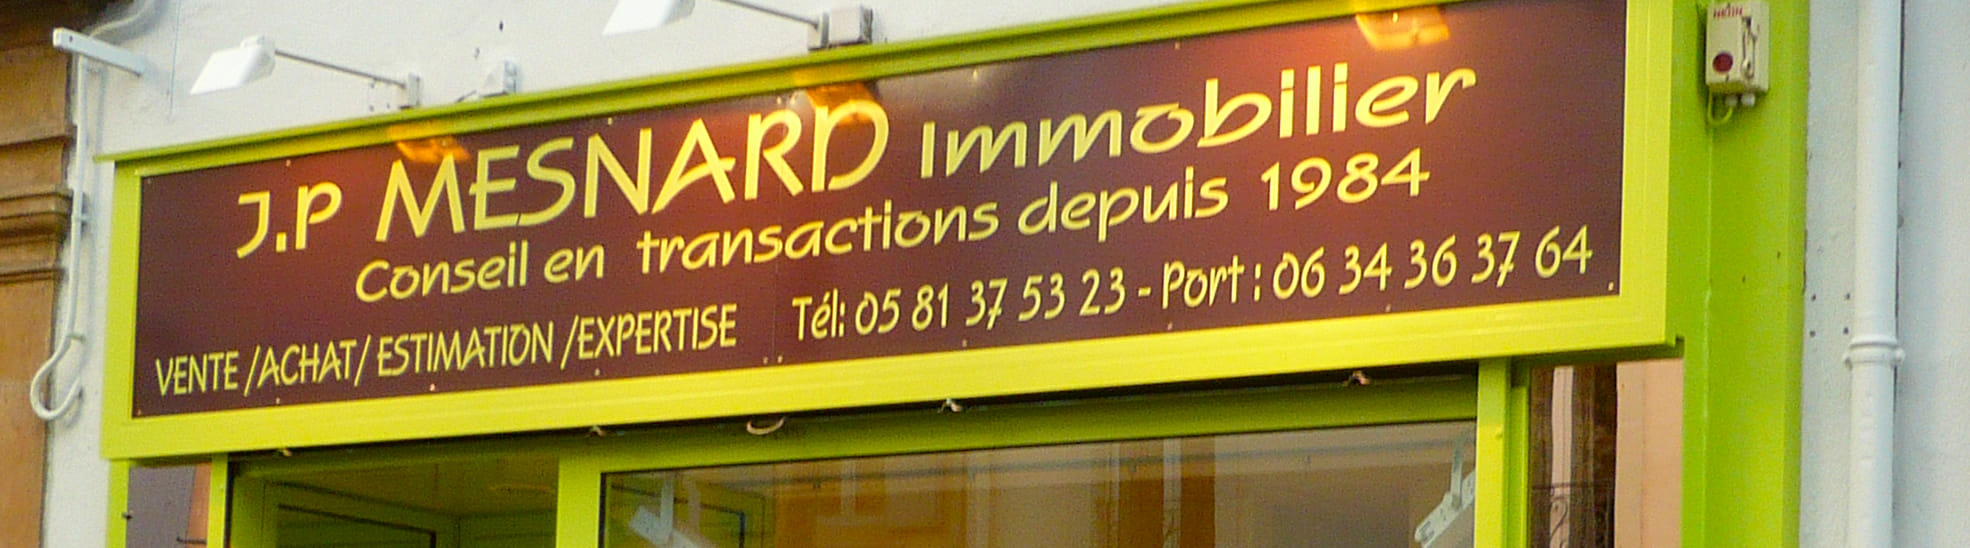 J.P MESNARD Immobilier
Conseil en transactions depuis 1984
VENTE /ACHAT/ ESTIMATION /EXPERTISE Tél: 05 81 37 53 23 - Port : 06 34 36 37 64